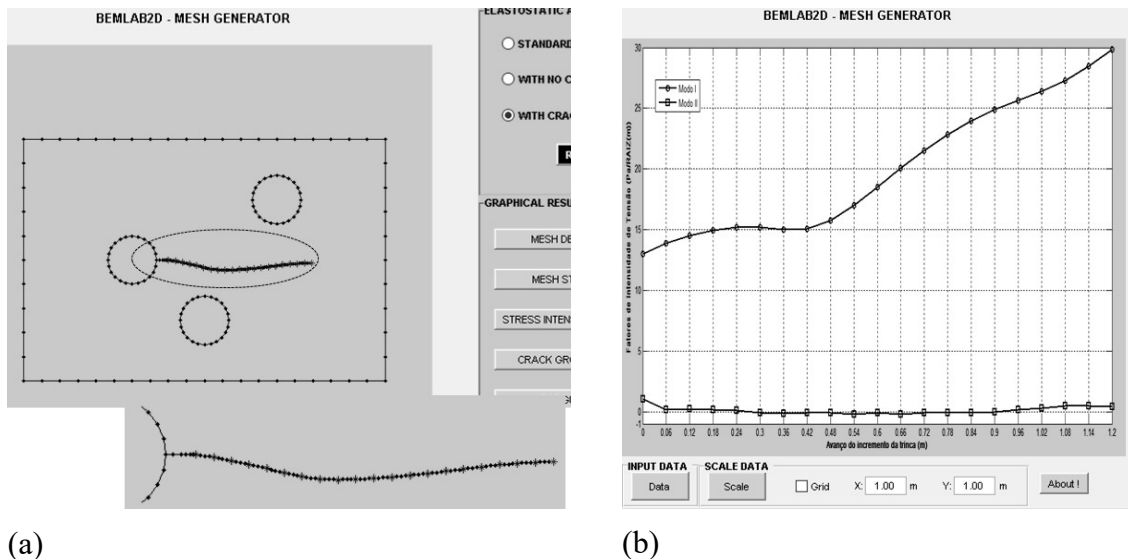 BEMLAB2D - MESH GENERATOR
STANDARD
WITH NO C
WITH CRAC
GRAPHICAL RESU
MESH DE
MESH ST
STRESS INTEN
CRACK GRO
(a)
BEMLAB2D - MESH GENERATOR
Modo I
Modo II
Fatores de Intensidade de Tensão (Pa/RAIZ(m))
30
25
20
15
10
5
0
-1
0 0.06 0.12 0.18 0.24 0.3 0.36 0.42 0.48 0.54 0.6 0.66 0.72 0.78 0.84 0.9 0.96 1.02 1.08 1.14 1.2
Avanço do incremento da trinca (m)
INPUT DATA SCALE DATA
Data Scale Grid X: 1.00 m Y: 1.00 m About !
(b)